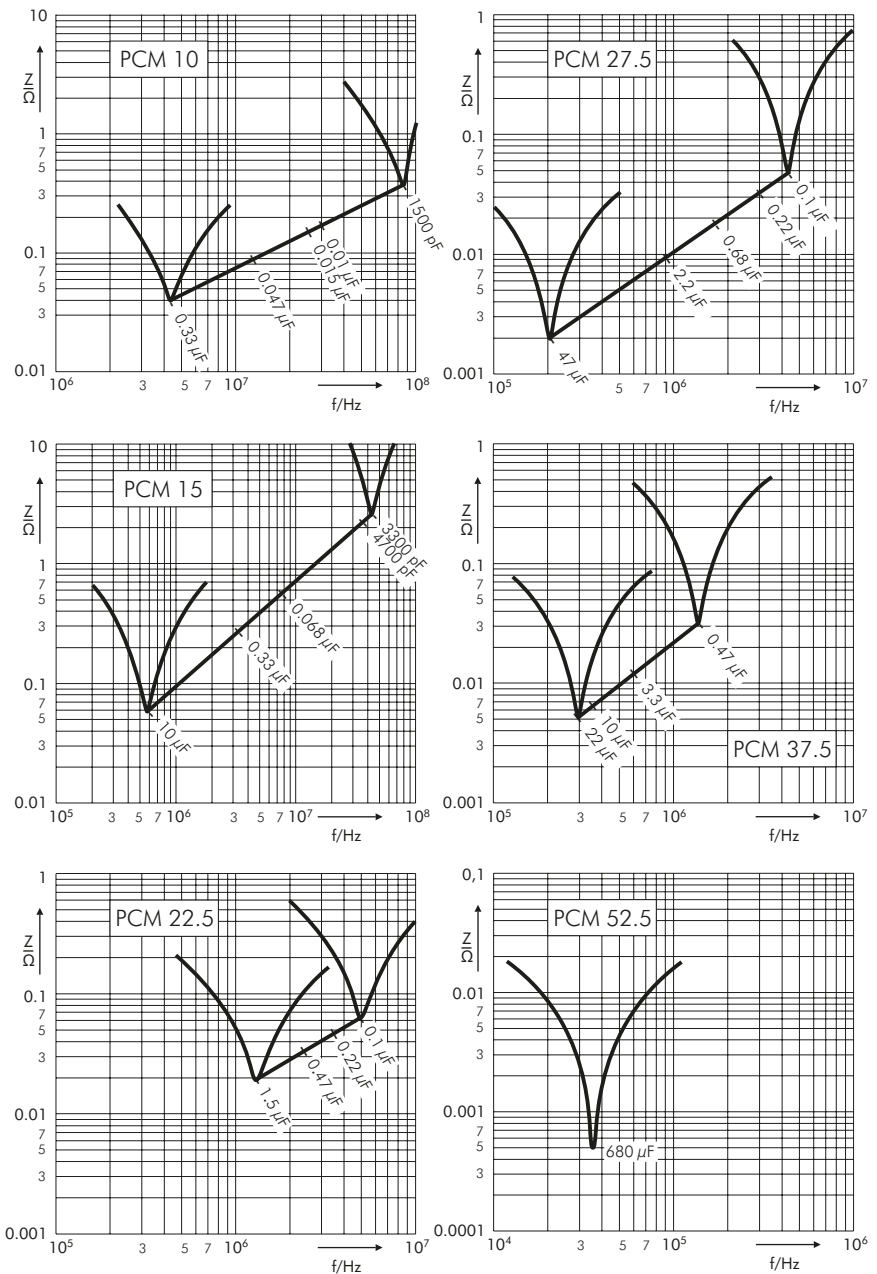 PCM 10
Z/Ω
10
1
7
5
3
0.1
7
5
3
0.01
10⁶
3
5
7
10⁷
10⁸
f/Hz
1500 pF
0.01 µF
0.015 µF
0.047 µF
0.33 µF
PCM 27.5
Z/Ω
1
0.1
7
5
3
0.01
7
5
3
0.001
10⁵
5
7
10⁶
10⁷
f/Hz
0.1 µF
0.22 µF
0.68 µF
2.2 µF
47 µF
PCM 15
Z/Ω
10
1
7
5
3
0.1
7
5
3
0.01
10⁵
3
5
7
10⁶
3
5
7
10⁷
10⁸
f/Hz
3300 pF
4700 pF
0.068 µF
0.33 µF
10 µF
PCM 37.5
Z/Ω
1
0.1
7
5
3
0.01
7
5
3
0.001
10⁵
3
5
7
10⁶
10⁷
f/Hz
0.47 µF
3.3 µF
10 µF
22 µF
PCM 22.5
Z/Ω
1
0.1
7
5
3
0.01
7
5
3
0.001
10⁵
3
5
7
10⁶
10⁷
f/Hz
0.1 µF
0.22 µF
0.47 µF
1.5 µF
PCM 52.5
Z/Ω
0,1
0.01
7
5
3
0.001
7
5
3
0.0001
10⁴
3
5
7
10⁵
10⁶
f/Hz
680 µF